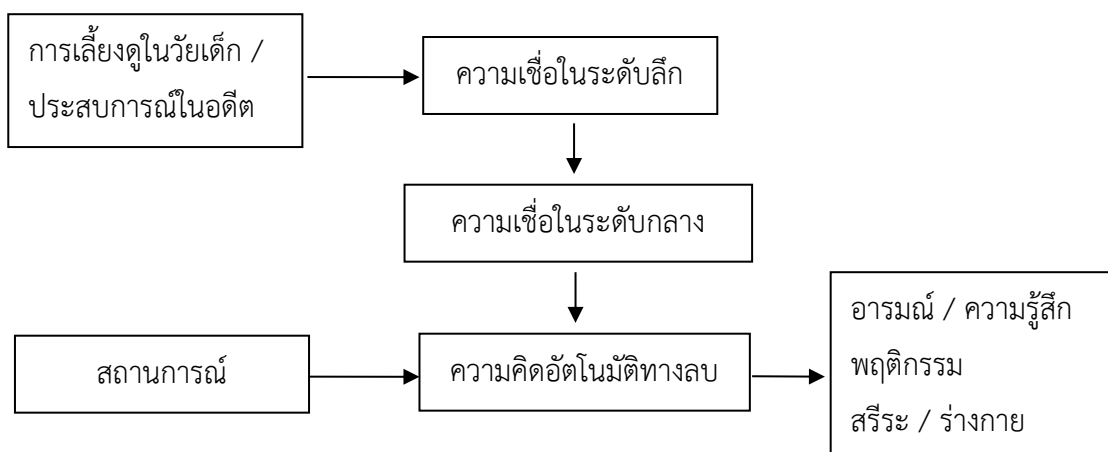 การเลี้ยงดูในวัยเด็ก /
ประสบการณ์ในอดีต
ความเชื่อในระดับลึก
ความเชื่อในระดับกลาง
สถานการณ์
ความคิดอัตโนมัติทางลบ
อารมณ์ / ความรู้สึก
พฤติกรรม
สรีระ / ร่างกาย